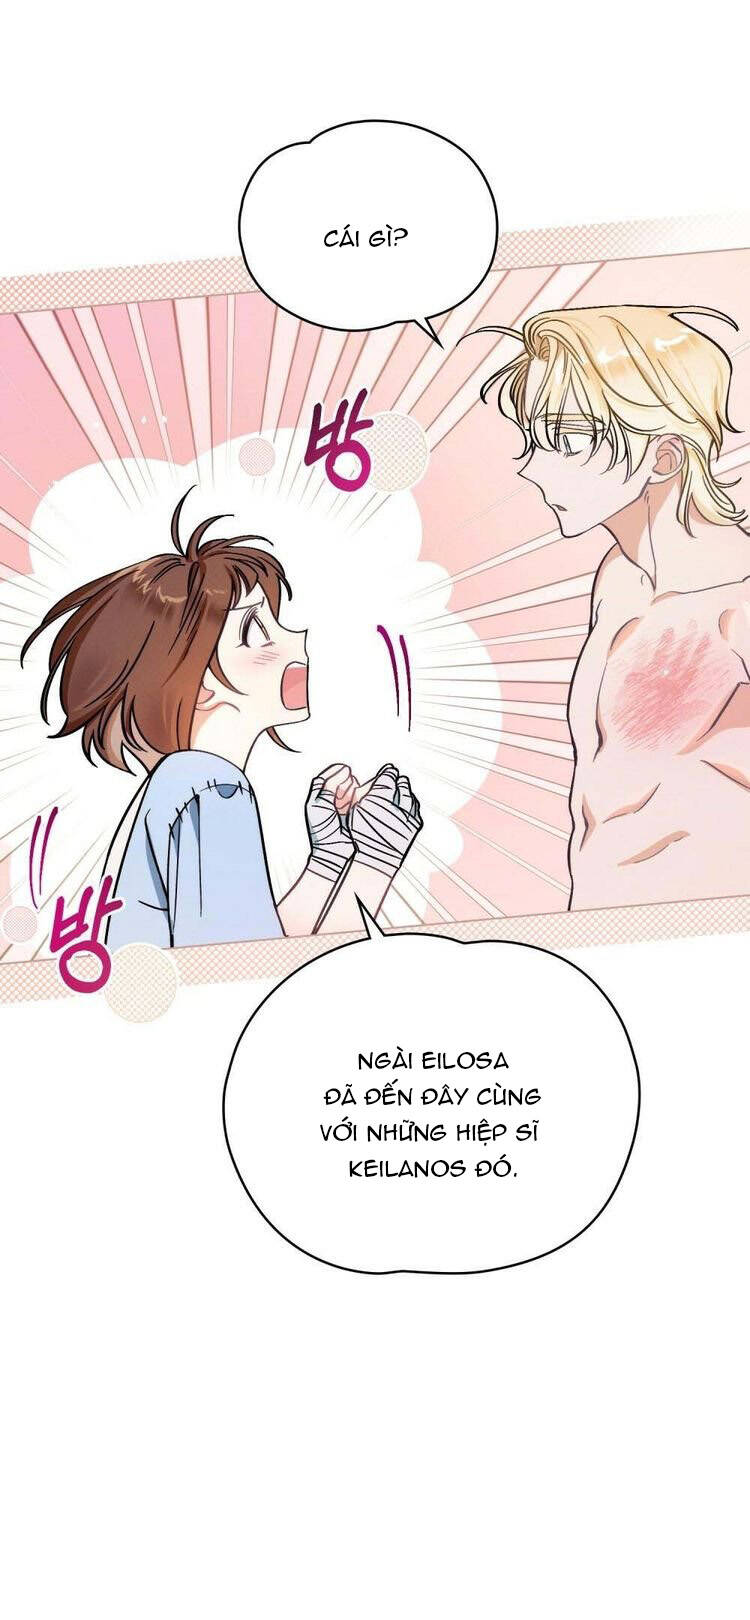 CÁI GÌ?
방
방
NGÀI EILOSA
ĐÃ ĐẾN ĐÂY CÙNG
VỚI NHỮNG HIỆP SĨ
KEILANOS ĐÓ.